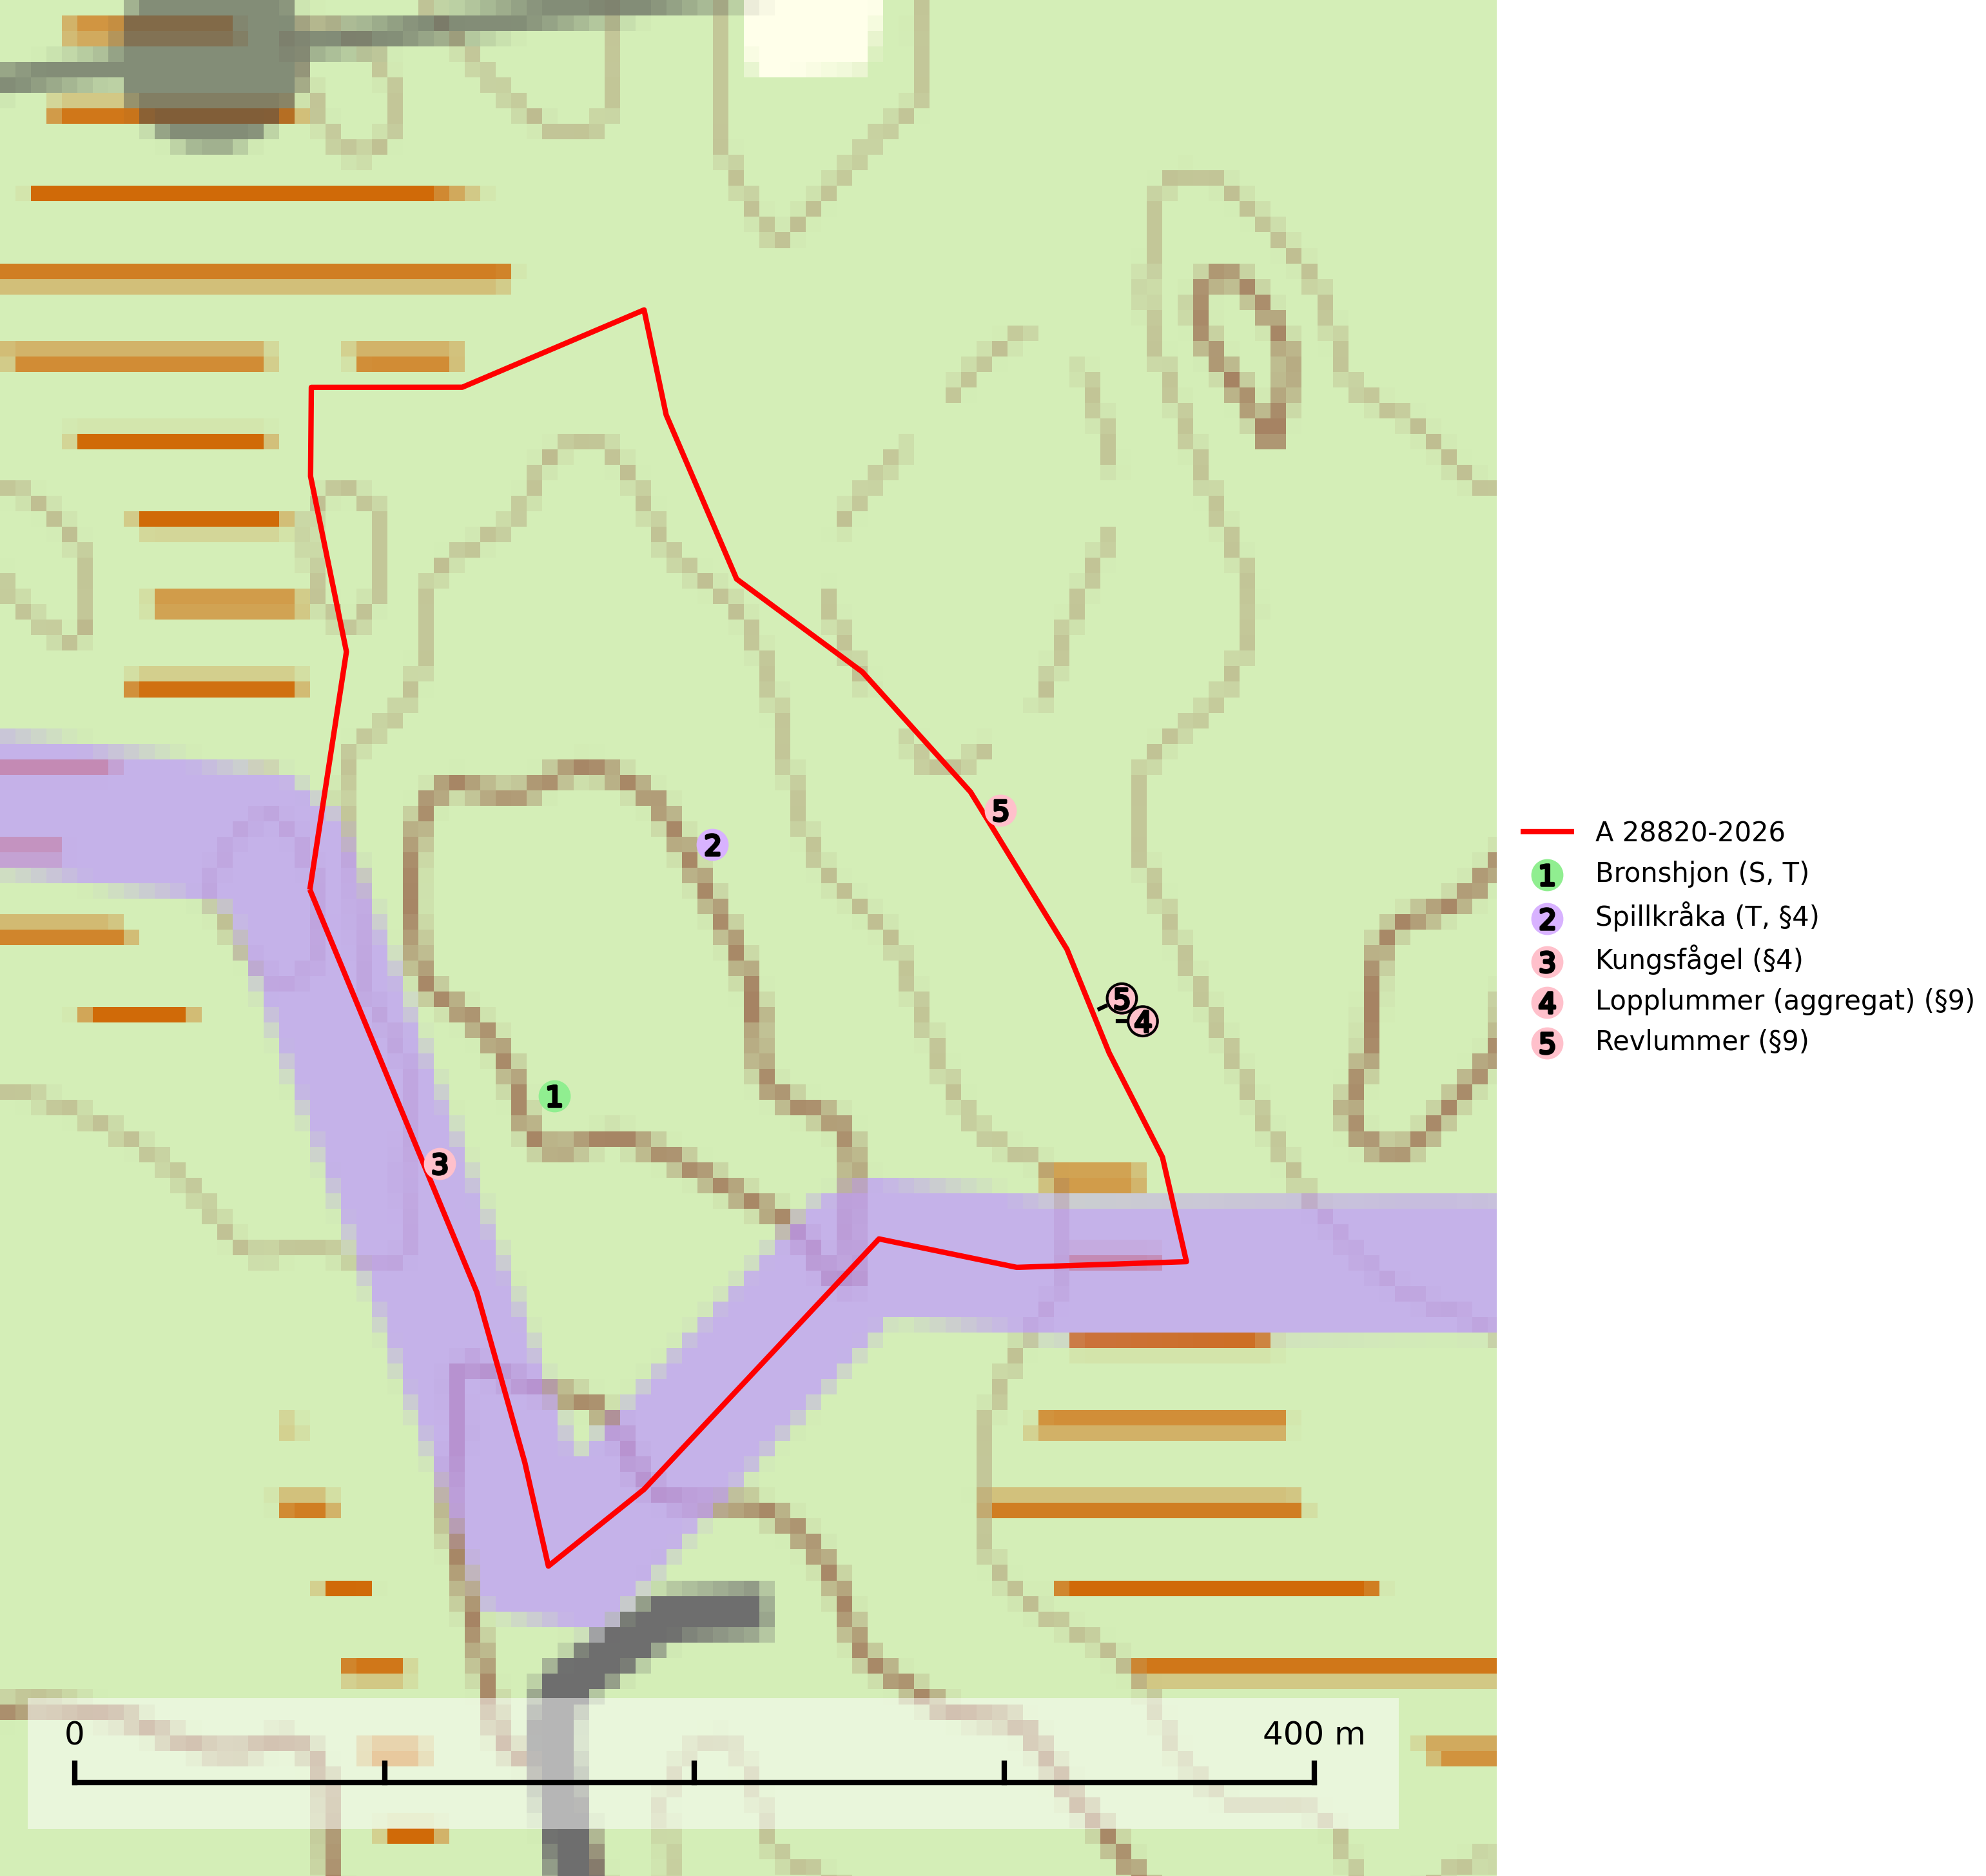 2
5
5
4
1
3
0
400 m
A 28820-2026
1 Bronshjon (S, T)
2 Spillkråka (T, §4)
3 Kungsfågel (§4)
4 Lopplummer (aggregat) (§9)
5 Revlummer (§9)